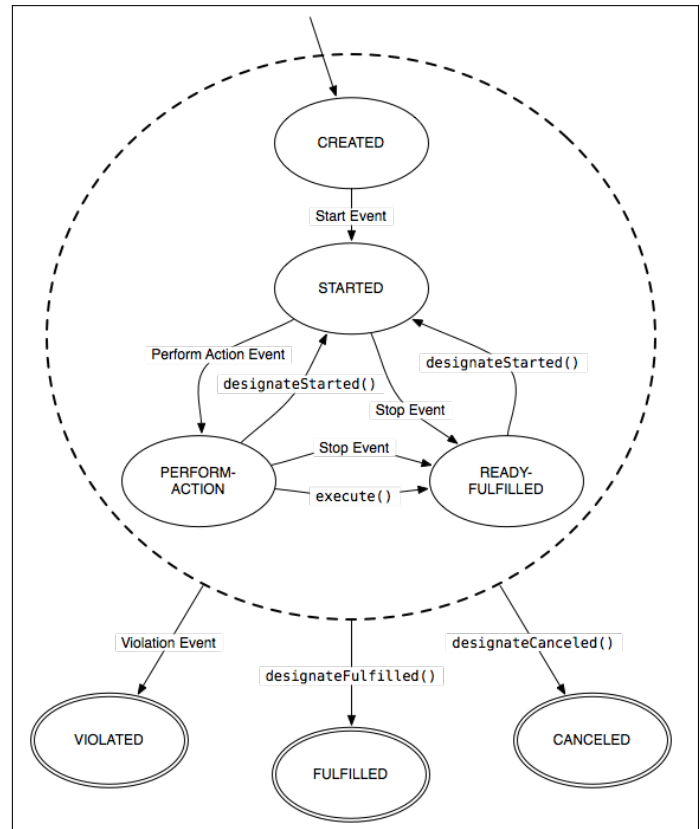 CREATED
Start Event
STARTED
Perform Action Event
designateStarted()
designateStarted()
Stop Event
Stop Event
PERFORM-
ACTION
READY-
FULFILLED
execute()
Violation Event
designateCanceled()
designateFulfilled()
VIOLATED
CANCELED
FULFILLED